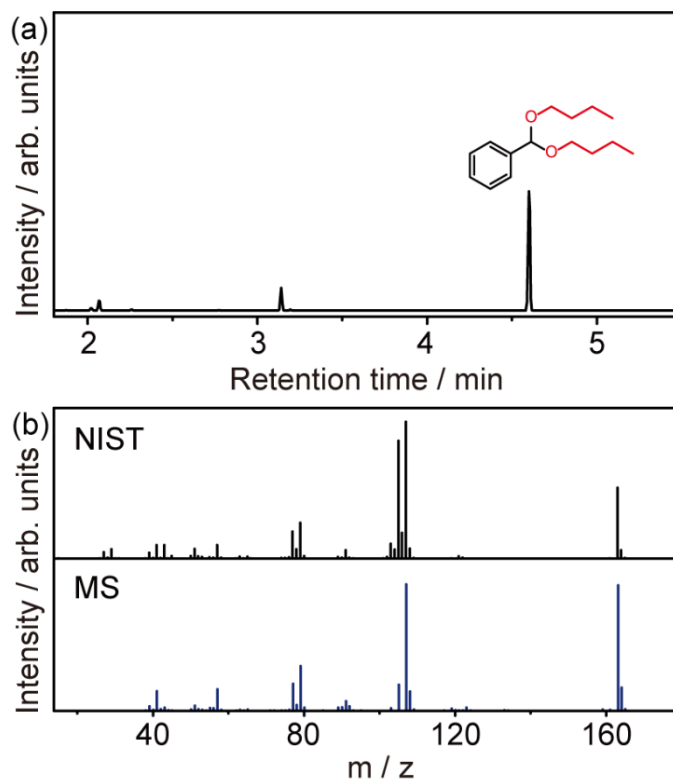 (a)
Intensity / arb. units
O
O
2 3 4 5
Retention time / min
(b)
Intensity / arb. units
NIST
MS
40 80 120 160
m / z